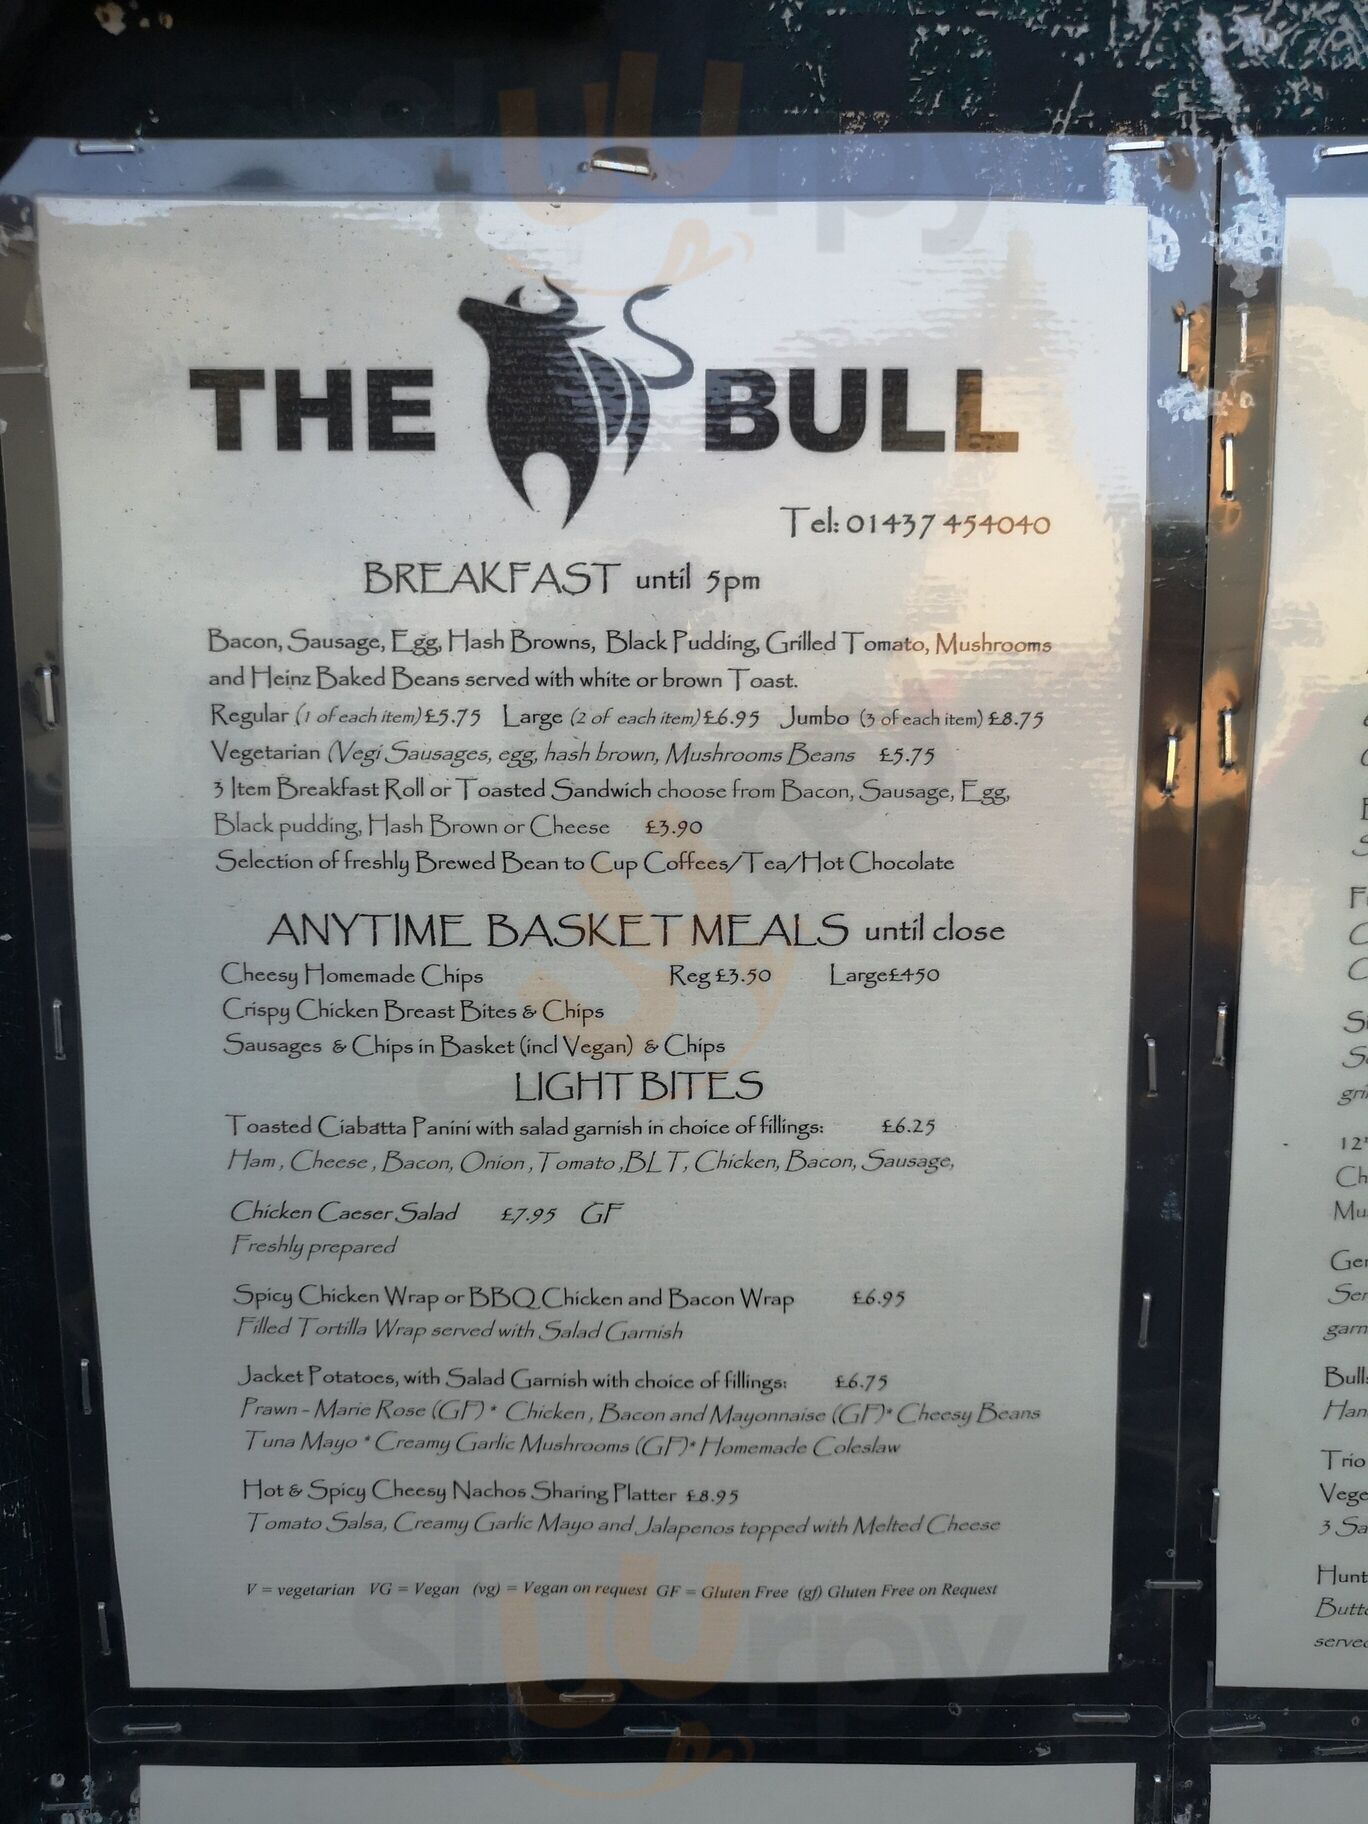 THE BULL
Tel: 01437 454040
BREAKFAST until 5pm
Bacon, Sausage, Egg, Hash Browns, Black Pudding, Grilled Tomato, Mushrooms
and Heinz Baked Beans served with white or brown Toast.
Regular (1 of each item) £5.75 Large (2 of each item) £6.95 Jumbo (3 of each item) £8.75
Vegetarian (Vegi Sausages, egg, hash brown, Mushrooms Beans £5.75
3 Item Breakfast Roll or Toasted Sandwich choose from Bacon, Sausage, Egg,
Black pudding, Hash Brown or Cheese £3.90
Selection of freshly Brewed Bean to Cup Coffees/Tea/Hot Chocolate
ANYTIME BASKET MEALS until close
Cheesy Homemade Chips Reg £3.50 Large£450
Crispy Chicken Breast Bites & Chips
Sausages & Chips in Basket (incl Vegan) & Chips
LIGHT BITES
Toasted Ciabatta Panini with salad garnish in choice of fillings: £6.25
Ham, Cheese, Bacon, Onion, Tomato, BLT, Chicken, Bacon, Sausage,
Chicken Caeser Salad £7.95 GF
Freshly prepared
Spicy Chicken Wrap or BBQ Chicken and Bacon Wrap £6.95
Filled Tortilla Wrap served with Salad Garnish
Jacket Potatoes, with Salad Garnish with choice of fillings: £6.75
Prawn - Marie Rose (GF) * Chicken, Bacon and Mayonnaise (GF)* Cheesy Beans
Tuna Mayo * Creamy Garlic Mushrooms (GF)* Homemade Coleslaw
Hot & Spicy Cheesy Nachos Sharing Platter £8.95
Tomato Salsa, Creamy Garlic Mayo and Jalapenos topped with Melted Cheese
V = vegetarian VG = Vegan (vg) = Vegan on request GF = Gluten Free (gf) Gluten Free on Request